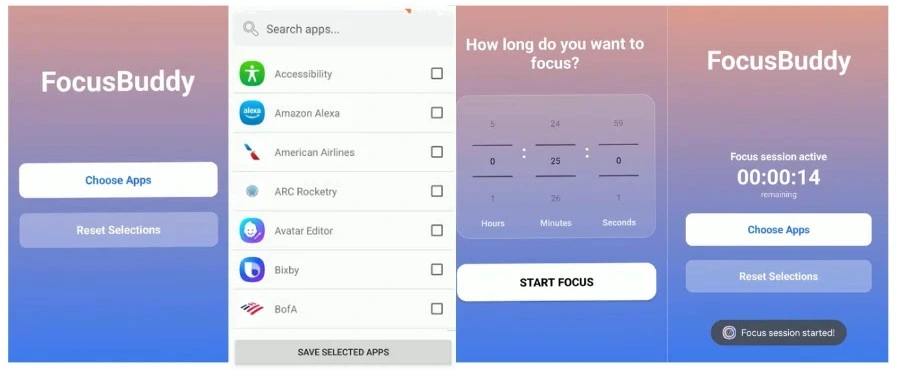 FocusBuddy
Choose Apps
Reset Selections
Search apps...
Accessibility
alexa
Amazon Alexa
American Airlines
ARC Rocketry
Avatar Editor
Bixby
BofA
SAVE SELECTED APPS
How long do you want to
focus?
5 24 59
0 : 25 : 0
1 26 1
Hours Minutes Seconds
START FOCUS
FocusBuddy
Focus session active
00:00:14
remaining
Choose Apps
Reset Selections
Focus session started!